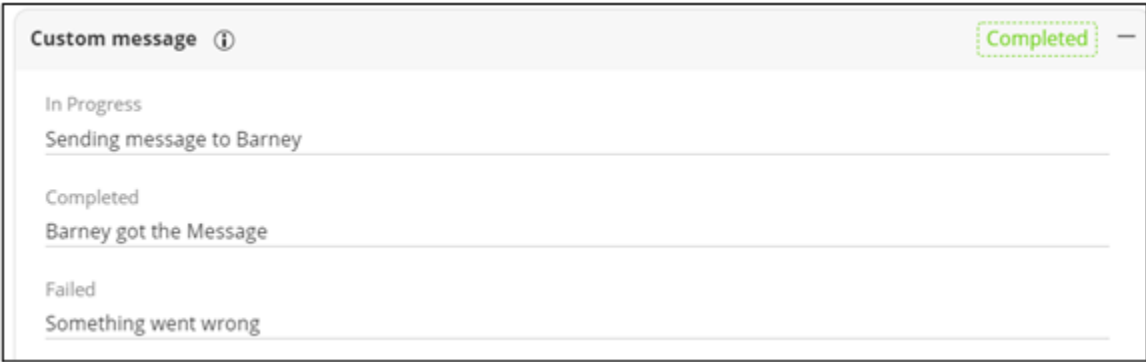 Custom message
Completed
In Progress
Sending message to Barney
Completed
Barney got the Message
Failed
Something went wrong